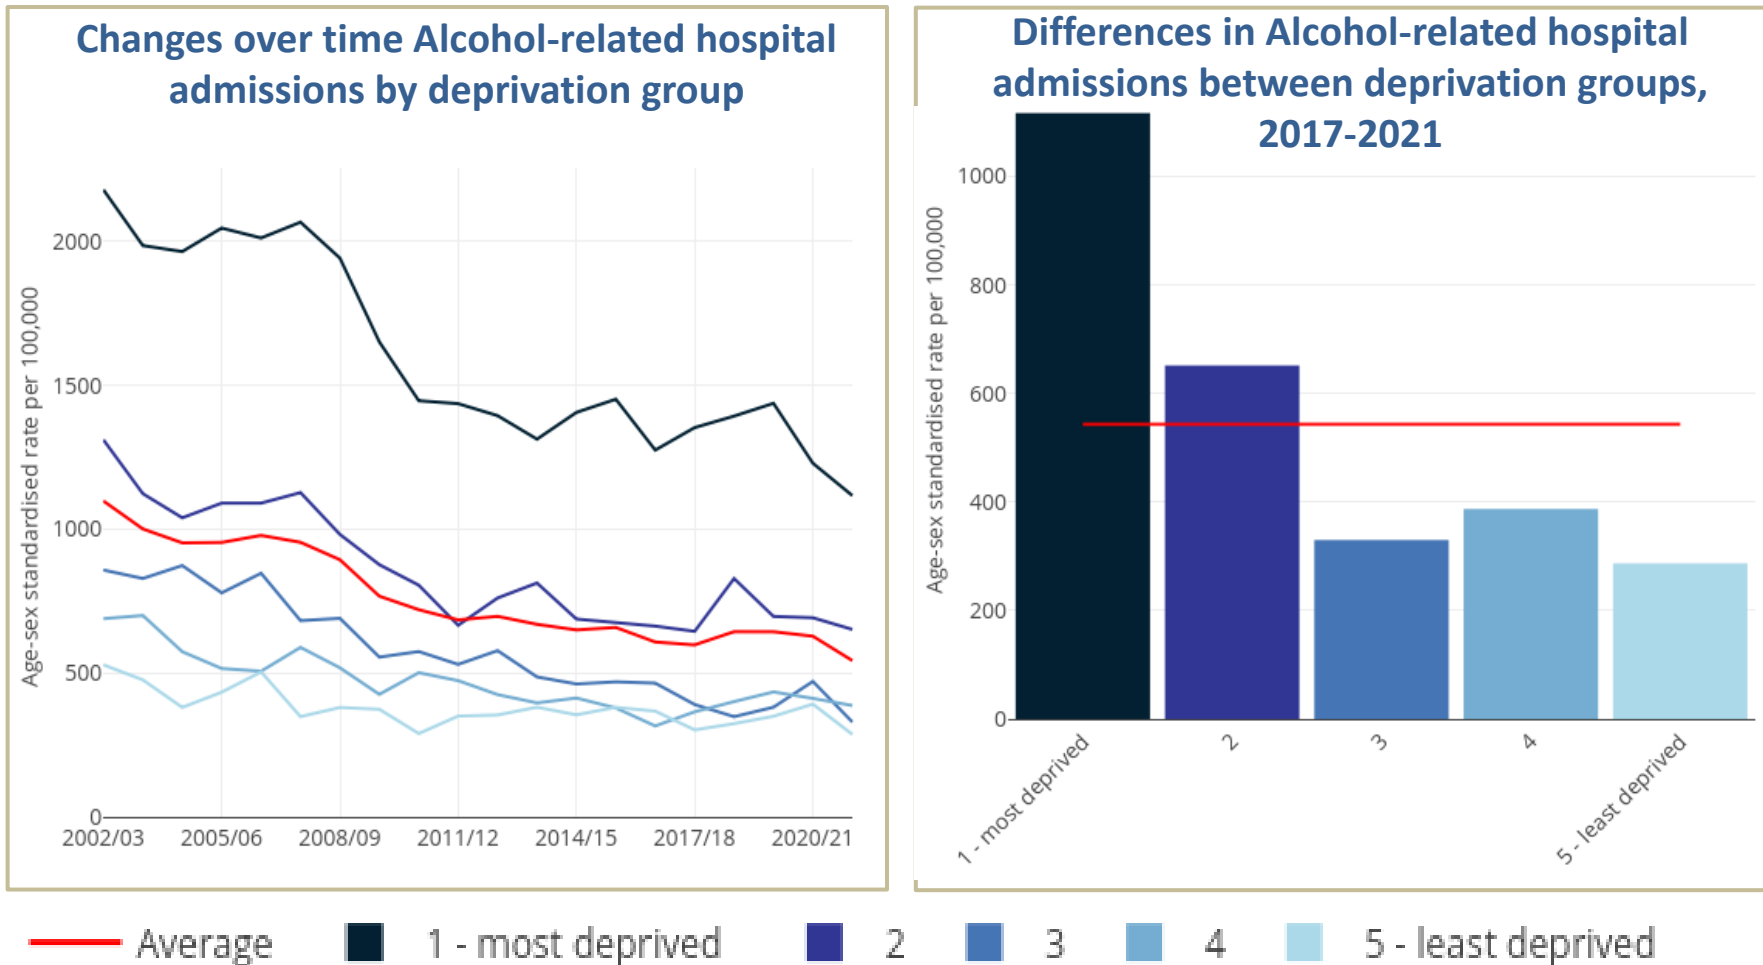 Changes over time Alcohol-related hospital
admissions by deprivation group
Age-sex standardised rate per 100,000
2000
1500
1000
500
0
2002/03
2005/06
2008/09
2011/12
2014/15
2017/18
2020/21
Differences in Alcohol-related hospital
admissions between deprivation groups,
2017-2021
Age-sex standardised rate per 100,000
1000
800
600
400
200
0
1 - most deprived
2
3
4
5 - least deprived
Average
1 - most deprived
2
3
4
5 - least deprived